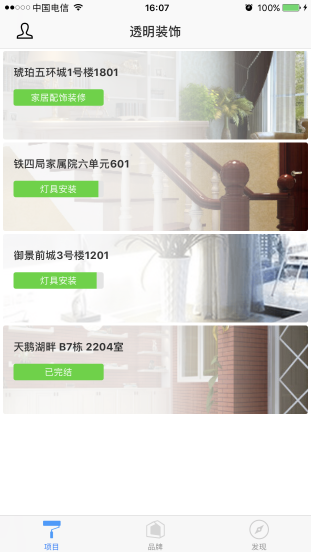 中国电信 16:07 100%
透明装饰
琥珀五环城1号楼1801
家居配饰装修
铁四局家属院六单元601
灯具安装
御景前城3号楼1201
灯具安装
天鹅湖畔 B7栋 2204室
已完结
项目 品牌 发现